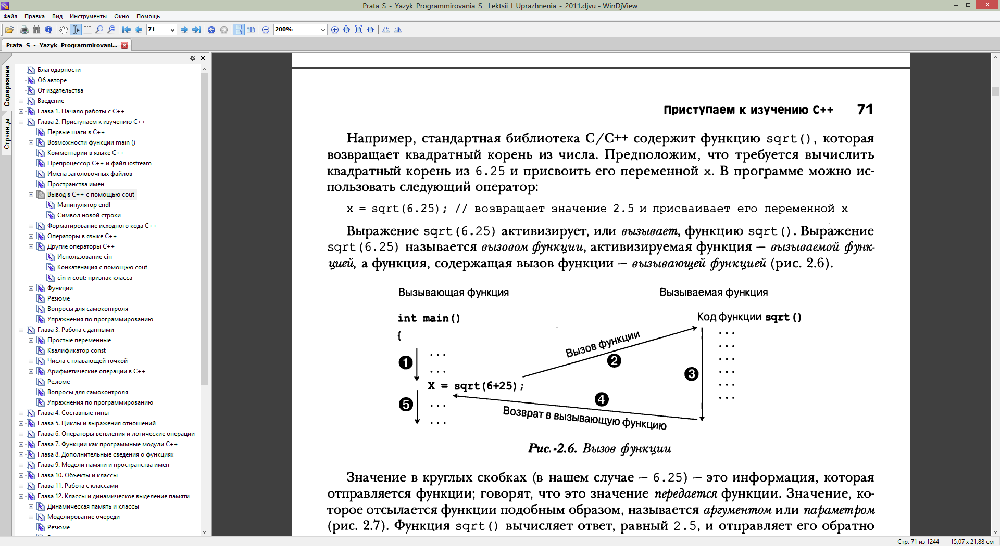 Prata_S_-_Yazyk_Programmirovania_S__Lektsii_I_Uprazhnenia_-_2011.djvu - WinDjView
Файл Правка Вид Инструменты Окно Помощь
71
200%
Prata_S_-_Yazyk_Programmirovani...
Содержание
Страницы
Благодарности
Об авторе
От издательства
Введение
Глава 1. Начало работы с C++
Глава 2. Приступаем к изучению C++
Первые шаги в C++
Возможности функции main ()
Комментарии в языке C++
Препроцессор C++ и файл iostream
Имена заголовочных файлов
Пространства имен
Вывод в C++ с помощью cout
Манипулятор endl
Символ новой строки
Форматирование исходного кода C++
Операторы в языке C++
Другие операторы C++
Использование cin
Конкатенация с помощью cout
cin и cout: признак класса
Функции
Резюме
Вопросы для самоконтроля
Упражнения по программированию
Глава 3. Работа с данными
Простые переменные
Квалификатор const
Числа с плавающей точкой
Арифметические операции в C++
Резюме
Вопросы для самоконтроля
Упражнения по программированию
Глава 4. Составные типы
Глава 5. Циклы и выражения отношений
Глава 6. Операторы ветвления и логические операции
Глава 7. Функции как программные модули C++
Глава 8. Дополнительные сведения о функциях
Глава 9. Модели памяти и пространства имен
Глава 10. Объекты и классы
Глава 11. Работа с классами
Глава 12. Классы и динамическое выделение памяти
Динамическая память и классы
Моделирование очереди
Резюме
Приступаем к изучению C++ 71
Например, стандартная библиотека C/C++ содержит функцию sqrt(), которая
возвращает квадратный корень из числа. Предположим, что требуется вычислить
квадратный корень из 6.25 и присвоить его переменной x. В программе можно ис-
пользовать следующий оператор:
x = sqrt(6.25); // возвращает значение 2.5 и присваивает его переменной x
Выражение sqrt(6.25) активизирует, или вызывает, функцию sqrt(). Выражение
sqrt(6.25) называется вызовом функции, активизируемая функция — вызываемой функ-
цией, а функция, содержащая вызов функции — вызывающей функцией (рис. 2.6).
Вызывающая функция Вызываемая функция
int main() Код функции sqrt()
{ ...
...
Вызов функции
... ...
1 2 ...
... 3 ...
X = sqrt(6+25); ...
4 ...
5 ...
Возврат в вызывающую функцию
...
Рис.•2.6. Вызов функции
Значение в круглых скобках (в нашем случае — 6.25) — это информация, которая
отправляется функции; говорят, что это значение передается функции. Значение, ко-
торое отсылается функции подобным образом, называется аргументом или параметром
(рис. 2.7). Функция sqrt() вычисляет ответ, равный 2.5, и отправляет его обратно
Стр. 71 из 1244 15,07 x 21,88 см